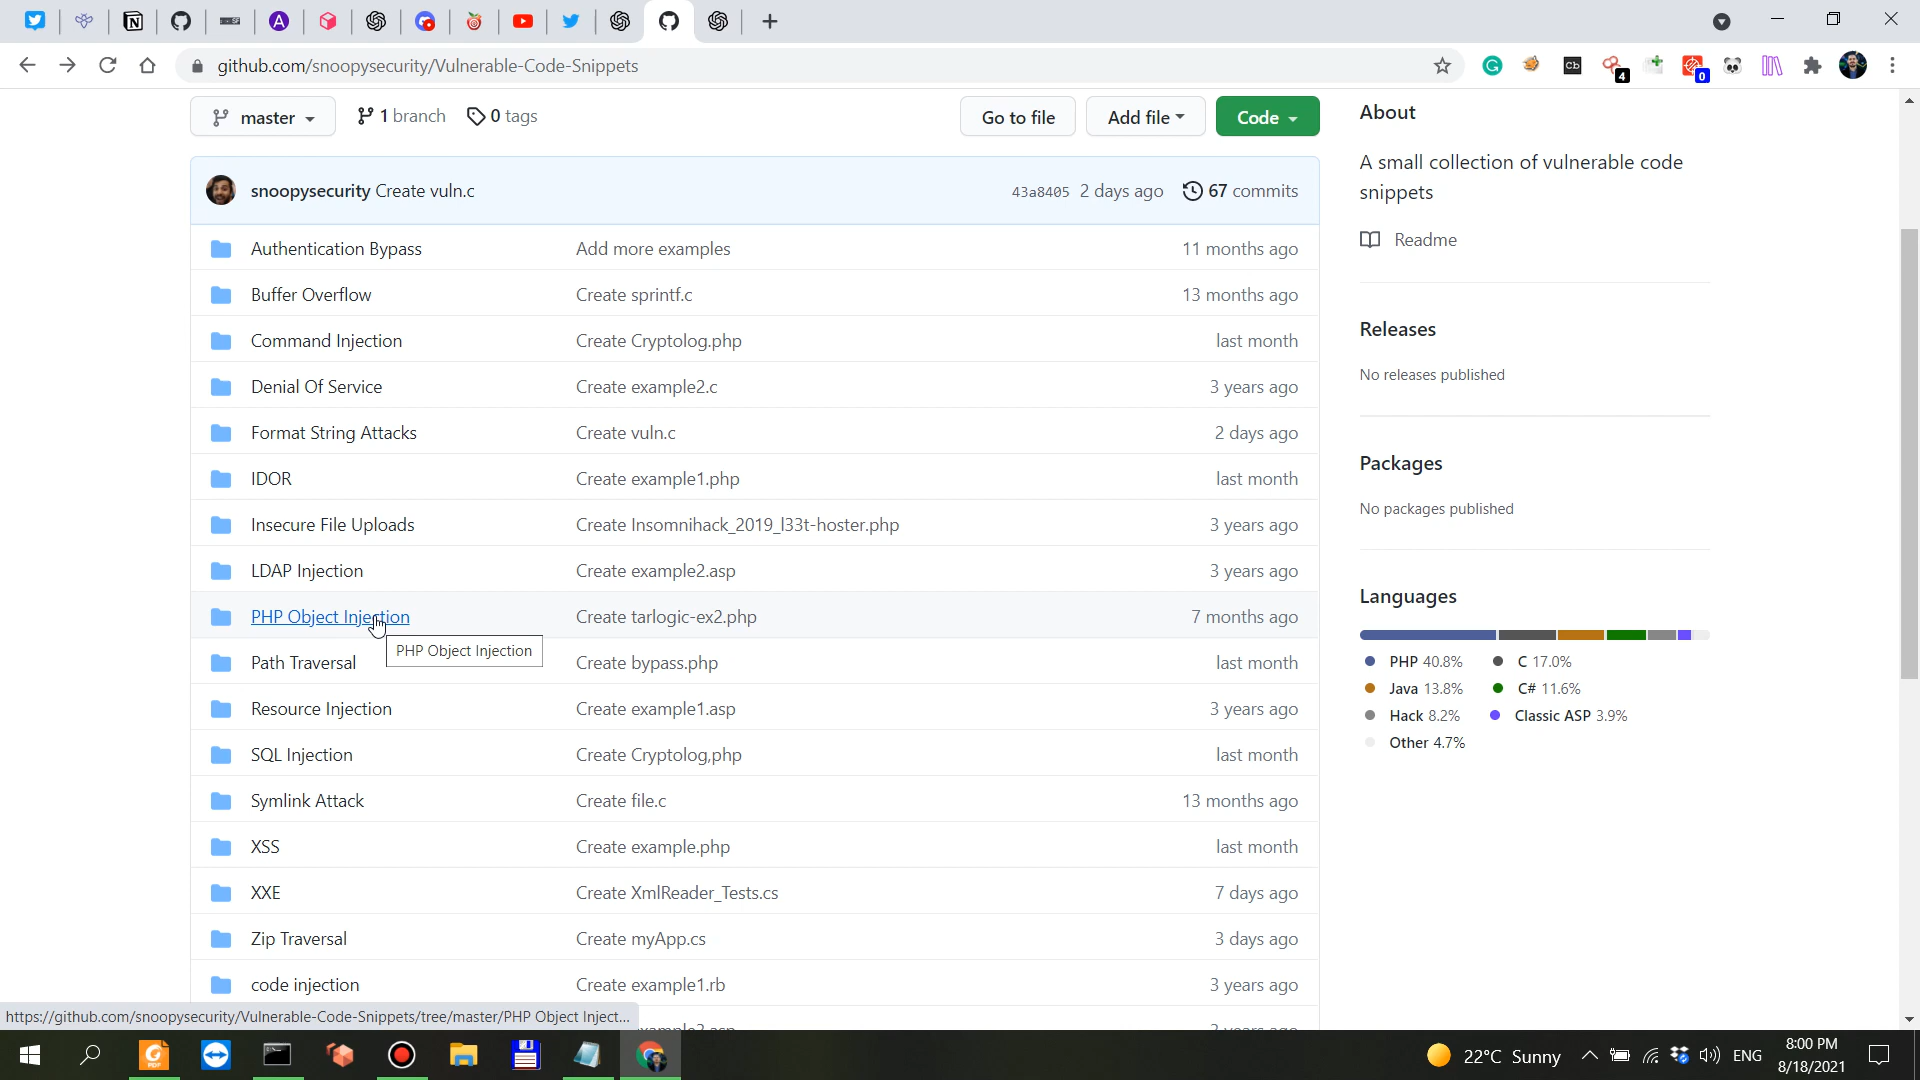 github.com/snoopysecurity/Vulnerable-Code-Snippets
4
0
master
1 branch
0 tags
Go to file
Add file
Code
snoopysecurity Create vuln.c
43a8405 2 days ago
67 commits
Authentication Bypass Add more examples 11 months ago
Buffer Overflow Create sprintf.c 13 months ago
Command Injection Create Cryptolog.php last month
Denial Of Service Create example2.c 3 years ago
Format String Attacks Create vuln.c 2 days ago
IDOR Create example1.php last month
Insecure File Uploads Create Insomnihack_2019_l33t-hoster.php 3 years ago
LDAP Injection Create example2.asp 3 years ago
PHP Object Injection Create tarlogic-ex2.php 7 months ago
PHP Object Injection
Path Traversal Create bypass.php last month
Resource Injection Create example1.asp 3 years ago
SQL Injection Create Cryptolog,php last month
Symlink Attack Create file.c 13 months ago
XSS Create example.php last month
XXE Create XmlReader_Tests.cs 7 days ago
Zip Traversal Create myApp.cs 3 days ago
code injection Create example1.rb 3 years ago
About
A small collection of vulnerable code
snippets
Readme
Releases
No releases published
Packages
No packages published
Languages
PHP 40.8% C 17.0%
Java 13.8% C# 11.6%
Hack 8.2% Classic ASP 3.9%
Other 4.7%
https://github.com/snoopysecurity/Vulnerable-Code-Snippets/tree/master/PHP Object Inject...
22°C Sunny
ENG
8:00 PM
8/18/2021